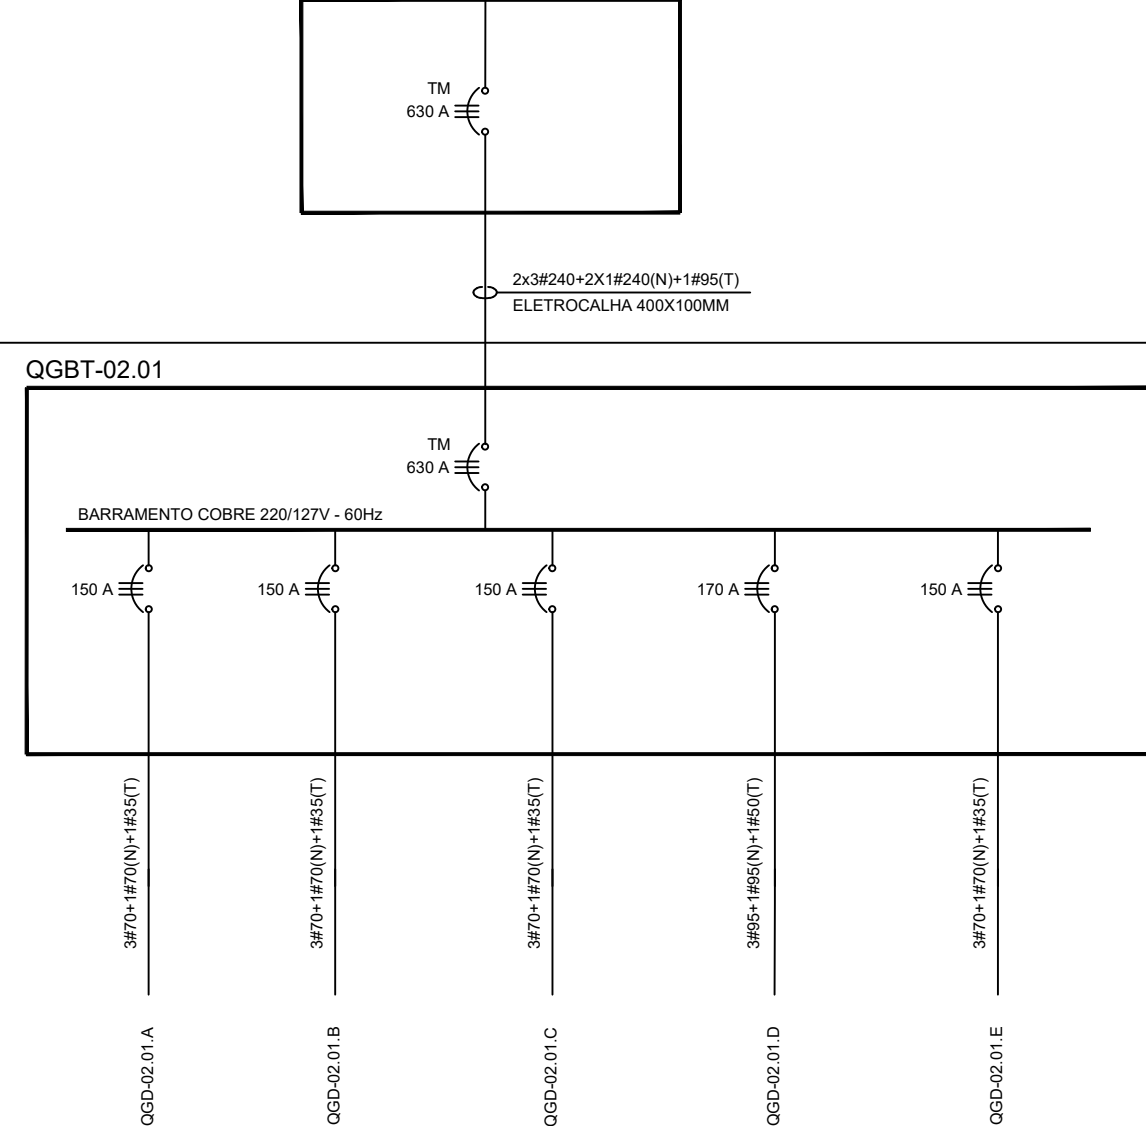 TM
630 A
2x3#240+2X1#240(N)+1#95(T)
ELETROCALHA 400X100MM
QGBT-02.01
TM
630 A
BARRAMENTO COBRE 220/127V - 60Hz
150 A
150 A
150 A
170 A
150 A
3#70+1#70(N)+1#35(T)
3#70+1#70(N)+1#35(T)
3#70+1#70(N)+1#35(T)
3#95+1#95(N)+1#50(T)
3#70+1#70(N)+1#35(T)
QGD-02.01.A
QGD-02.01.B
QGD-02.01.C
QGD-02.01.D
QGD-02.01.E